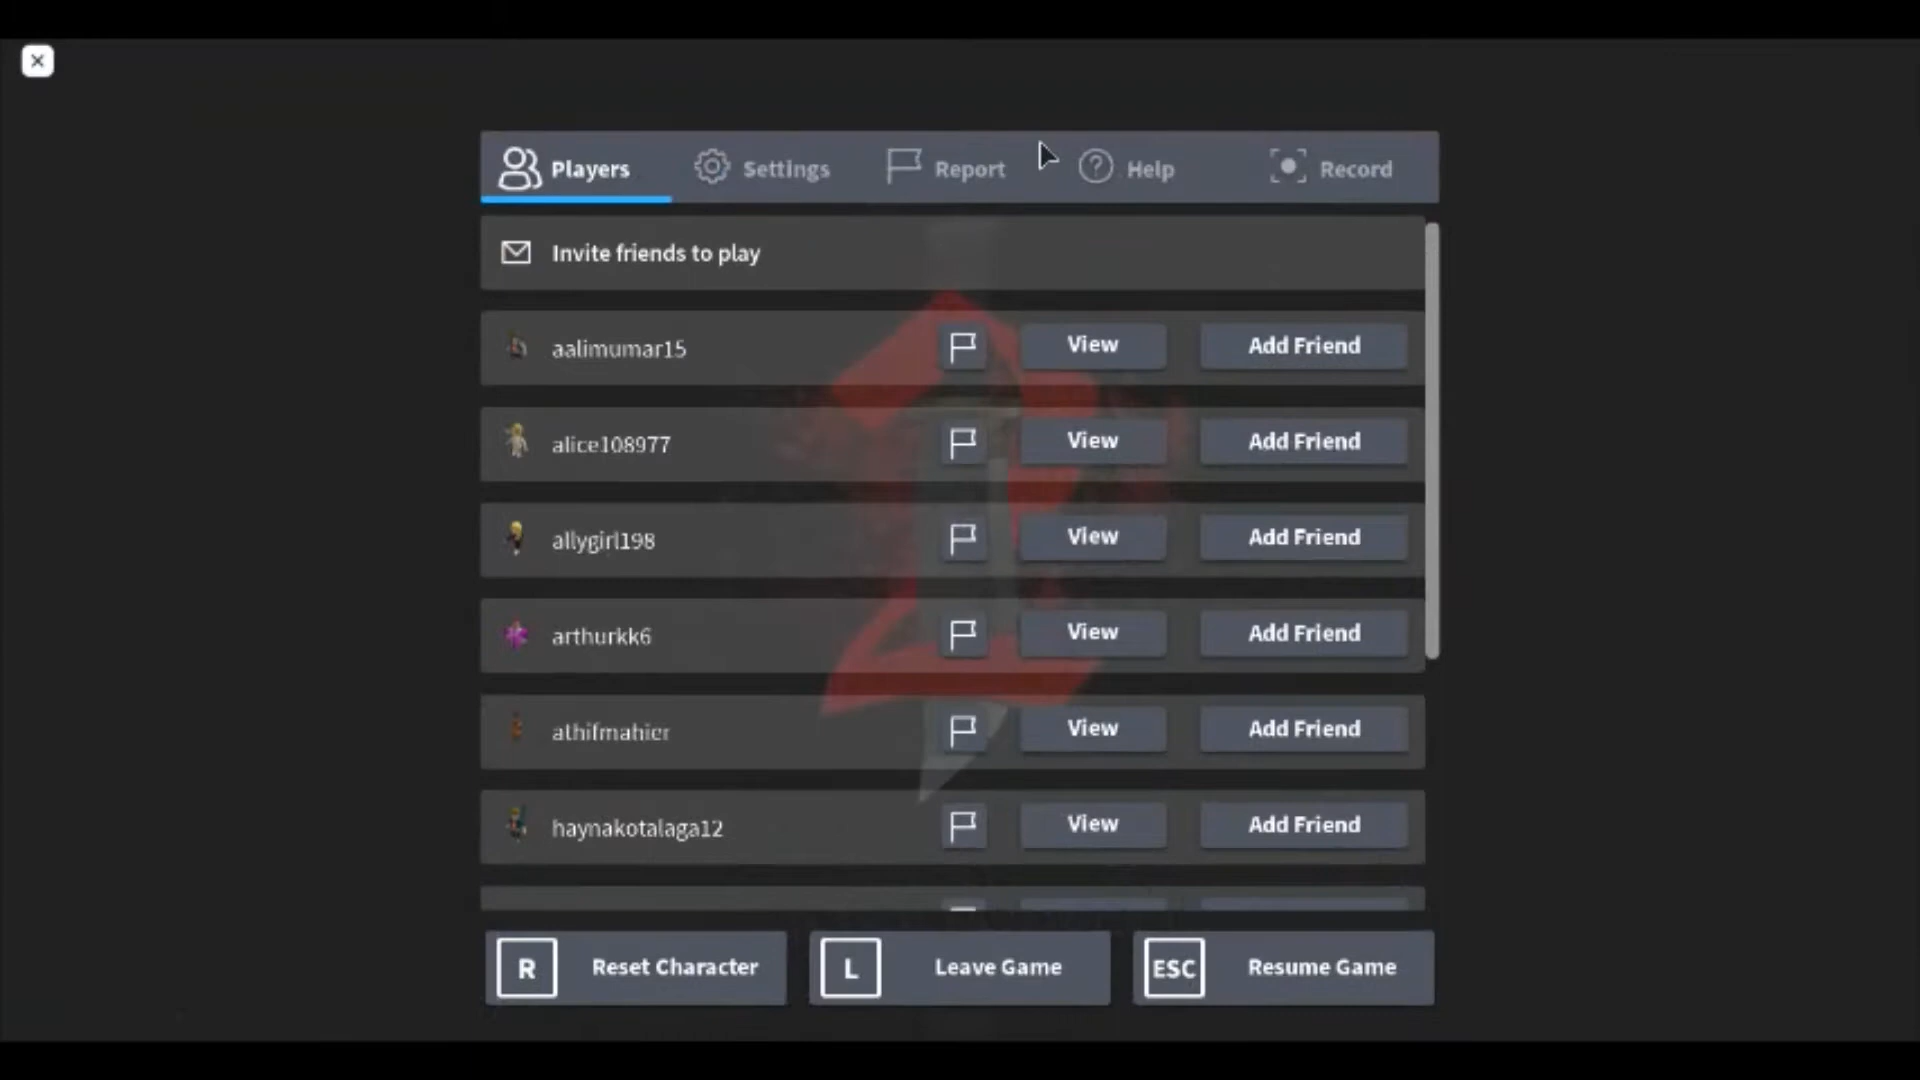 Players Settings Report Help Record
Invite friends to play
aalimumar15 View Add Friend
alice108977 View Add Friend
allygirl198 View Add Friend
arthurkk6 View Add Friend
athifmahier View Add Friend
haynakotalaga12 View Add Friend
R Reset Character L Leave Game ESC Resume Game